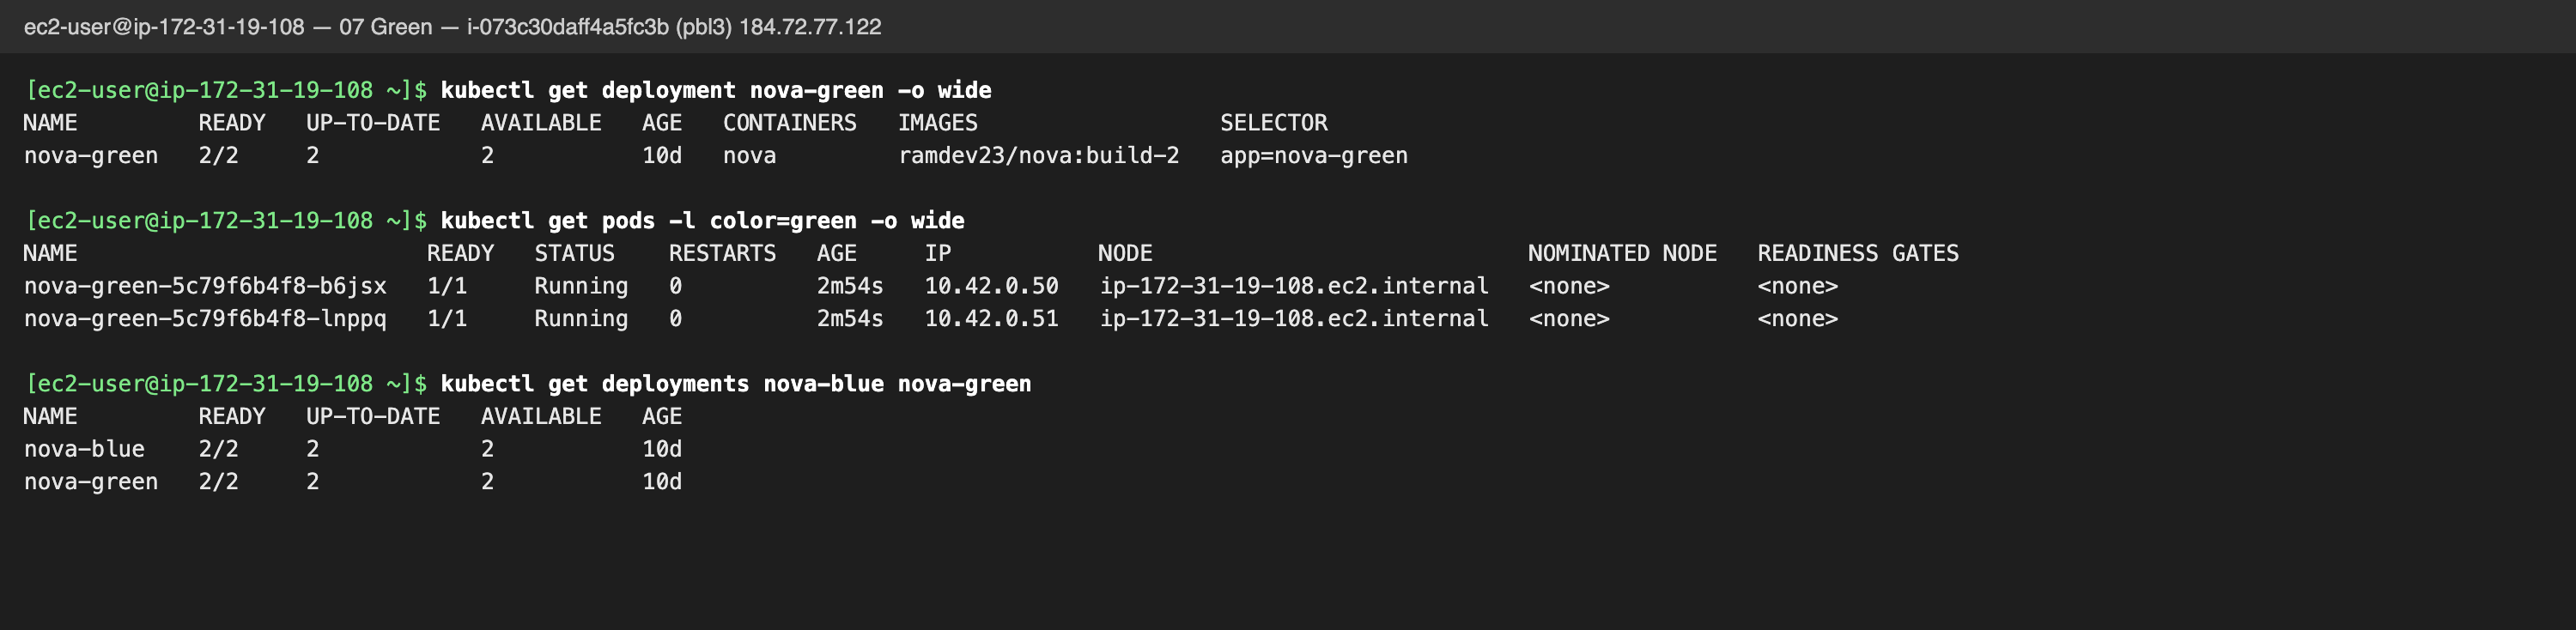 ec2-user@ip-172-31-19-108 — 07 Green — i-073c30daff4a5fc3b (pbl3) 184.72.77.122
[ec2-user@ip-172-31-19-108 ~]$ kubectl get deployment nova-green -o wide
NAME         READY   UP-TO-DATE   AVAILABLE   AGE   CONTAINERS   IMAGES                  SELECTOR
nova-green   2/2     2            2           10d   nova         ramdev23/nova:build-2   app=nova-green
[ec2-user@ip-172-31-19-108 ~]$ kubectl get pods -l color=green -o wide
NAME                          READY   STATUS    RESTARTS   AGE     IP           NODE                            NOMINATED NODE   READINESS GATES
nova-green-5c79f6b4f8-b6jsx   1/1     Running   0          2m54s   10.42.0.50   ip-172-31-19-108.ec2.internal   <none>           <none>
nova-green-5c79f6b4f8-lnppq   1/1     Running   0          2m54s   10.42.0.51   ip-172-31-19-108.ec2.internal   <none>           <none>
[ec2-user@ip-172-31-19-108 ~]$ kubectl get deployments nova-blue nova-green
NAME         READY   UP-TO-DATE   AVAILABLE   AGE
nova-blue    2/2     2            2           10d
nova-green   2/2     2            2           10d